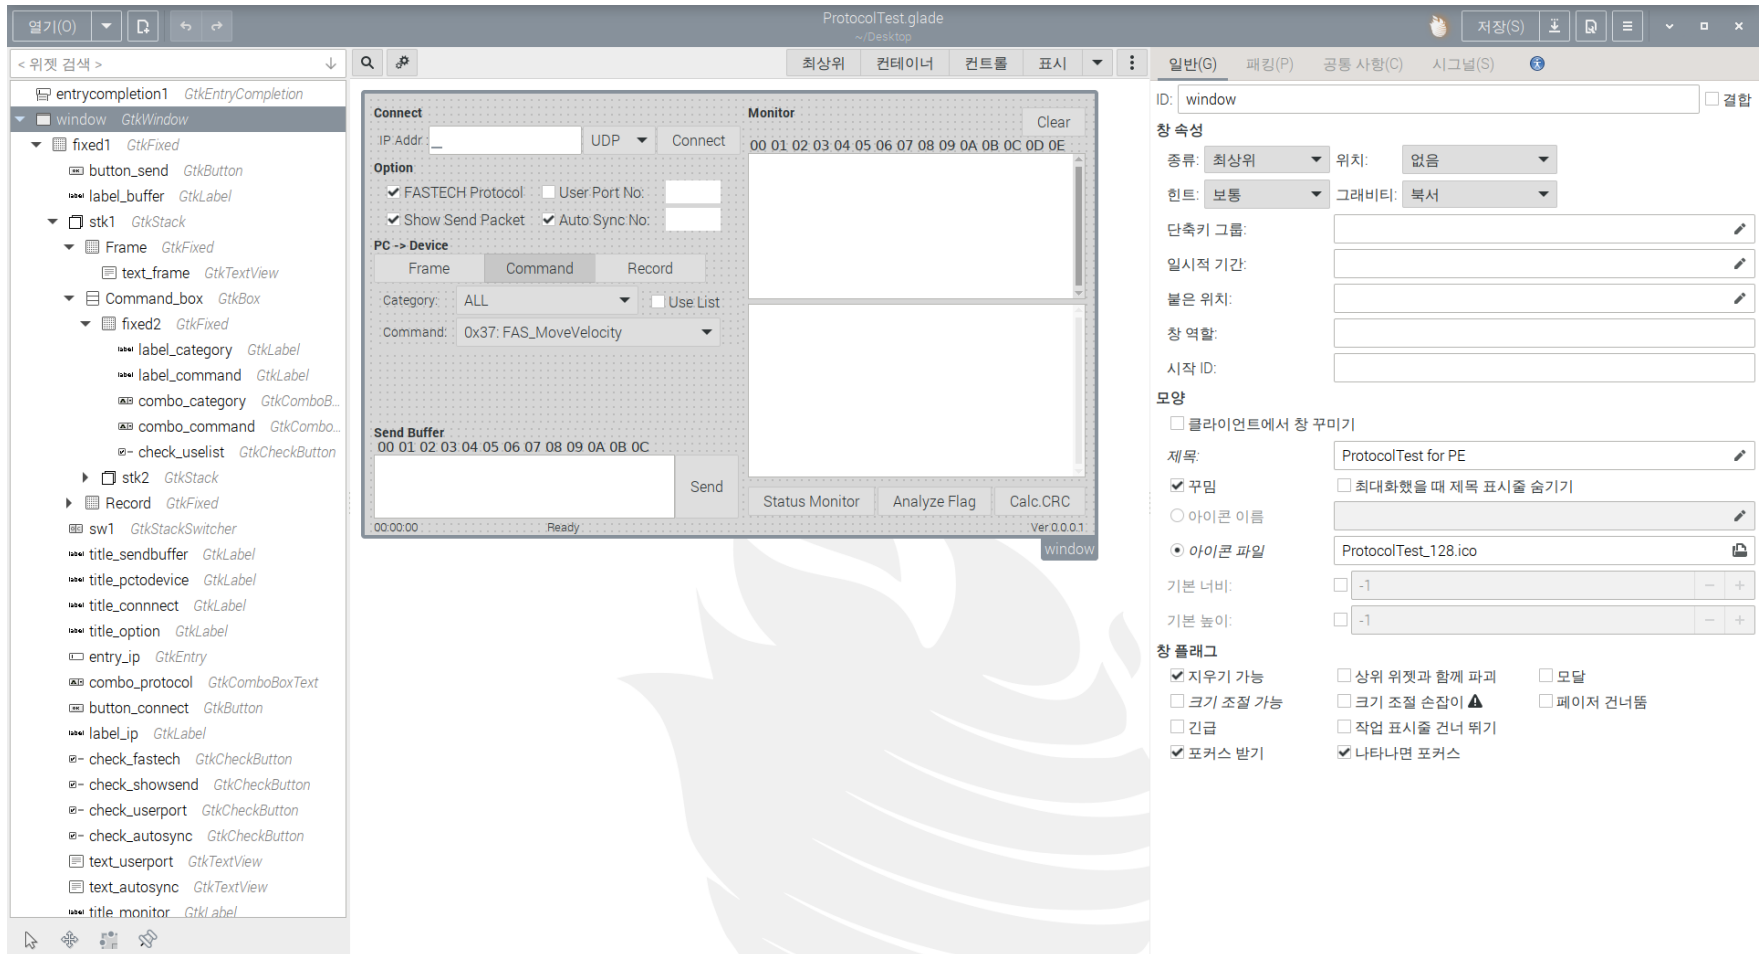 열기(O)
ProtocolTest.glade
~/Desktop
저장(S)
< 위젯 검색 >
최상위
컨테이너
컨트롤
표시
일반(G)
패킹(P)
공통 사항(C)
시그널(S)
entrycompletion1 GtkEntryCompletion
window GtkWindow
fixed1 GtkFixed
button_send GtkButton
label_buffer GtkLabel
stk1 GtkStack
Frame GtkFixed
text_frame GtkTextView
Command_box GtkBox
fixed2 GtkFixed
label_category GtkLabel
label_command GtkLabel
combo_category GtkComboB...
combo_command GtkCombo...
check_uselist GtkCheckButton
stk2 GtkStack
Record GtkFixed
sw1 GtkStackSwitcher
title_sendbuffer GtkLabel
title_pctodevice GtkLabel
title_connnect GtkLabel
title_option GtkLabel
entry_ip GtkEntry
combo_protocol GtkComboBoxText
button_connect GtkButton
label_ip GtkLabel
check_fastech GtkCheckButton
check_showsend GtkCheckButton
check_userport GtkCheckButton
check_autosync GtkCheckButton
text_userport GtkTextView
text_autosync GtkTextView
title_monitor GtkLabel
Connect
IP Addr:
UDP
Connect
Option
FASTECH Protocol
User Port No:
Show Send Packet
Auto Sync No:
PC -> Device
Frame
Command
Record
Category:
ALL
Use List
Command:
0x37: FAS_MoveVelocity
Send Buffer
00 01 02 03 04 05 06 07 08 09 0A 0B 0C
Send
00:00:00
Ready
Monitor
Clear
00 01 02 03 04 05 06 07 08 09 0A 0B 0C 0D 0E
Status Monitor
Analyze Flag
Calc.CRC
Ver 0.0.0.1
window
ID:
window
결합
창 속성
종류:
최상위
위치:
없음
힌트:
보통
그래비티:
북서
단축키 그룹:
일시적 기간:
붙은 위치:
창 역할:
시작 ID:
모양
클라이언트에서 창 꾸미기
제목:
ProtocolTest for PE
꾸밈
최대화했을 때 제목 표시줄 숨기기
아이콘 이름
아이콘 파일
ProtocolTest_128.ico
기본 너비:
-1
기본 높이:
-1
창 플래그
지우기 가능
상위 위젯과 함께 파괴
모달
크기 조절 가능
크기 조절 손잡이
페이저 건너뜀
긴급
작업 표시줄 건너 뛰기
포커스 받기
나타나면 포커스